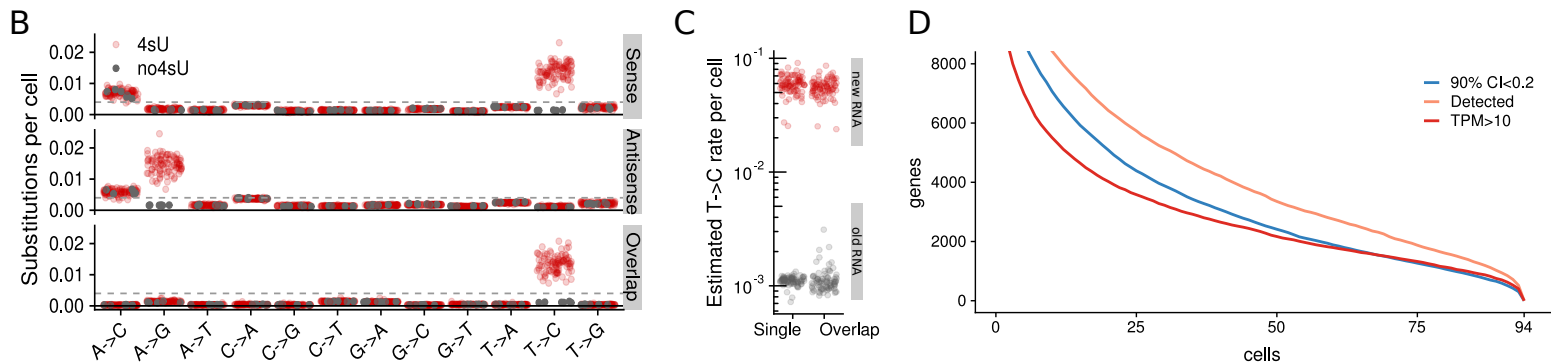 B
Substitutions per cell
4sU
no4sU
0.02
0.01
0.00
Sense
0.02
0.01
0.00
Antisense
0.02
0.01
0.00
Overlap
A->C
A->G
A->T
C->A
C->G
C->T
G->A
G->C
G->T
T->A
T->C
T->G
C
Estimated T->C rate per cell
10-1
10-2
10-3
new RNA
old RNA
Single
Overlap
D
genes
8000
6000
4000
2000
0
90% CI<0.2
Detected
TPM>10
0
25
50
75
94
cells